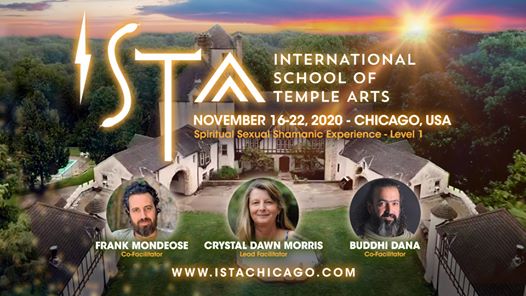 ISTA
INTERNATIONAL
SCHOOL OF
TEMPLE ARTS
NOVEMBER 16-22, 2020 - CHICAGO, USA
Spiritual Sexual Shamanic Experience - Level 1
FRANK MONDEOSE
Co-Facilitator
CRYSTAL DAWN MORRIS
Lead Facilitator
BUDDHI DANA
Co-Facilitator
WWW.ISTACHICAGO.COM